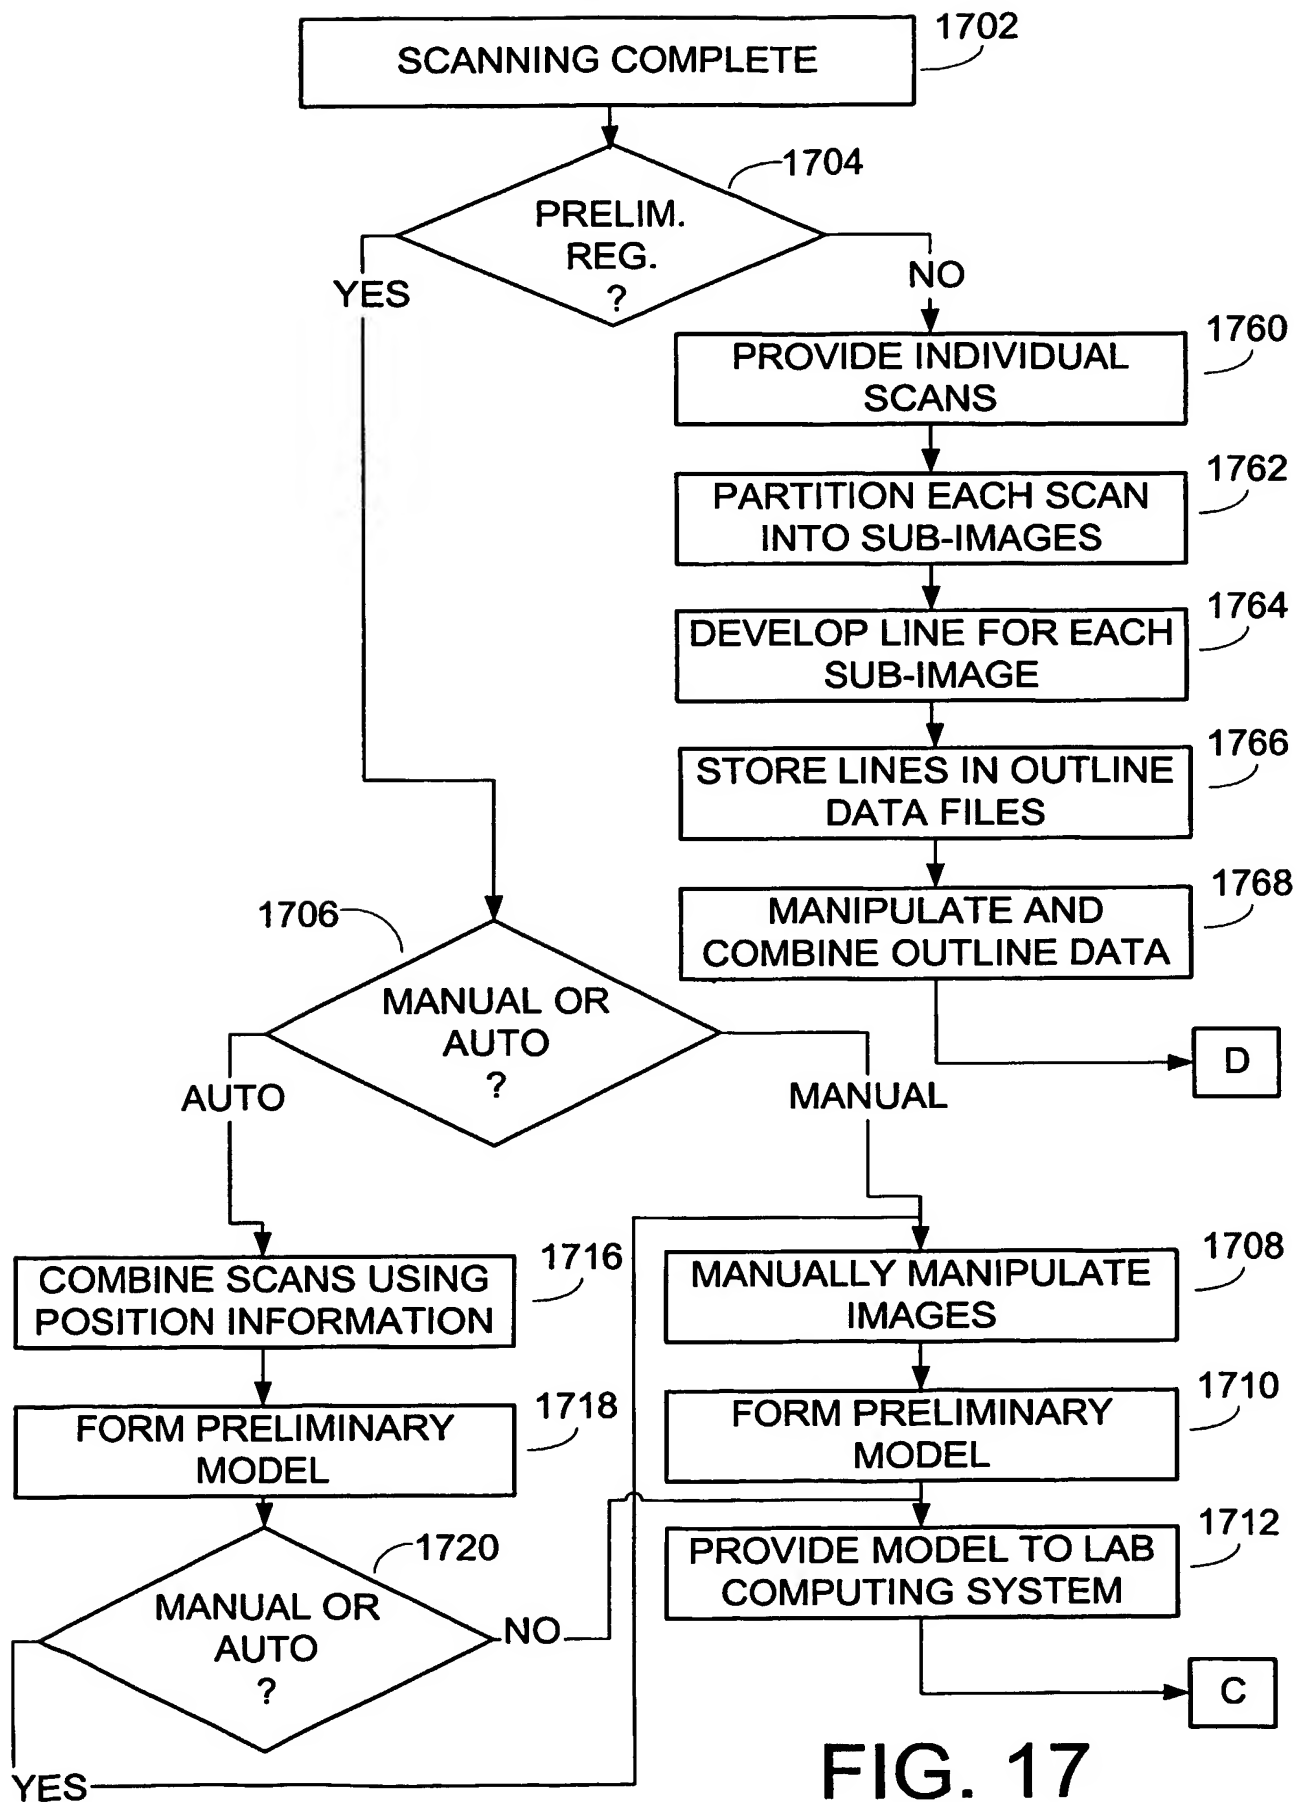 SCANNING COMPLETE
1702
1704
PRELIM.
REG.
?
YES
NO
1760
PROVIDE INDIVIDUAL
SCANS
1762
PARTITION EACH SCAN
INTO SUB-IMAGES
1764
DEVELOP LINE FOR EACH
SUB-IMAGE
1766
STORE LINES IN OUTLINE
DATA FILES
1768
MANIPULATE AND
COMBINE OUTLINE DATA
D
1706
MANUAL OR
AUTO
?
AUTO
MANUAL
1716
COMBINE SCANS USING
POSITION INFORMATION
1718
FORM PRELIMINARY
MODEL
1720
MANUAL OR
AUTO
?
NO
YES
1708
MANUALLY MANIPULATE
IMAGES
1710
FORM PRELIMINARY
MODEL
1712
PROVIDE MODEL TO LAB
COMPUTING SYSTEM
C
FIG. 17